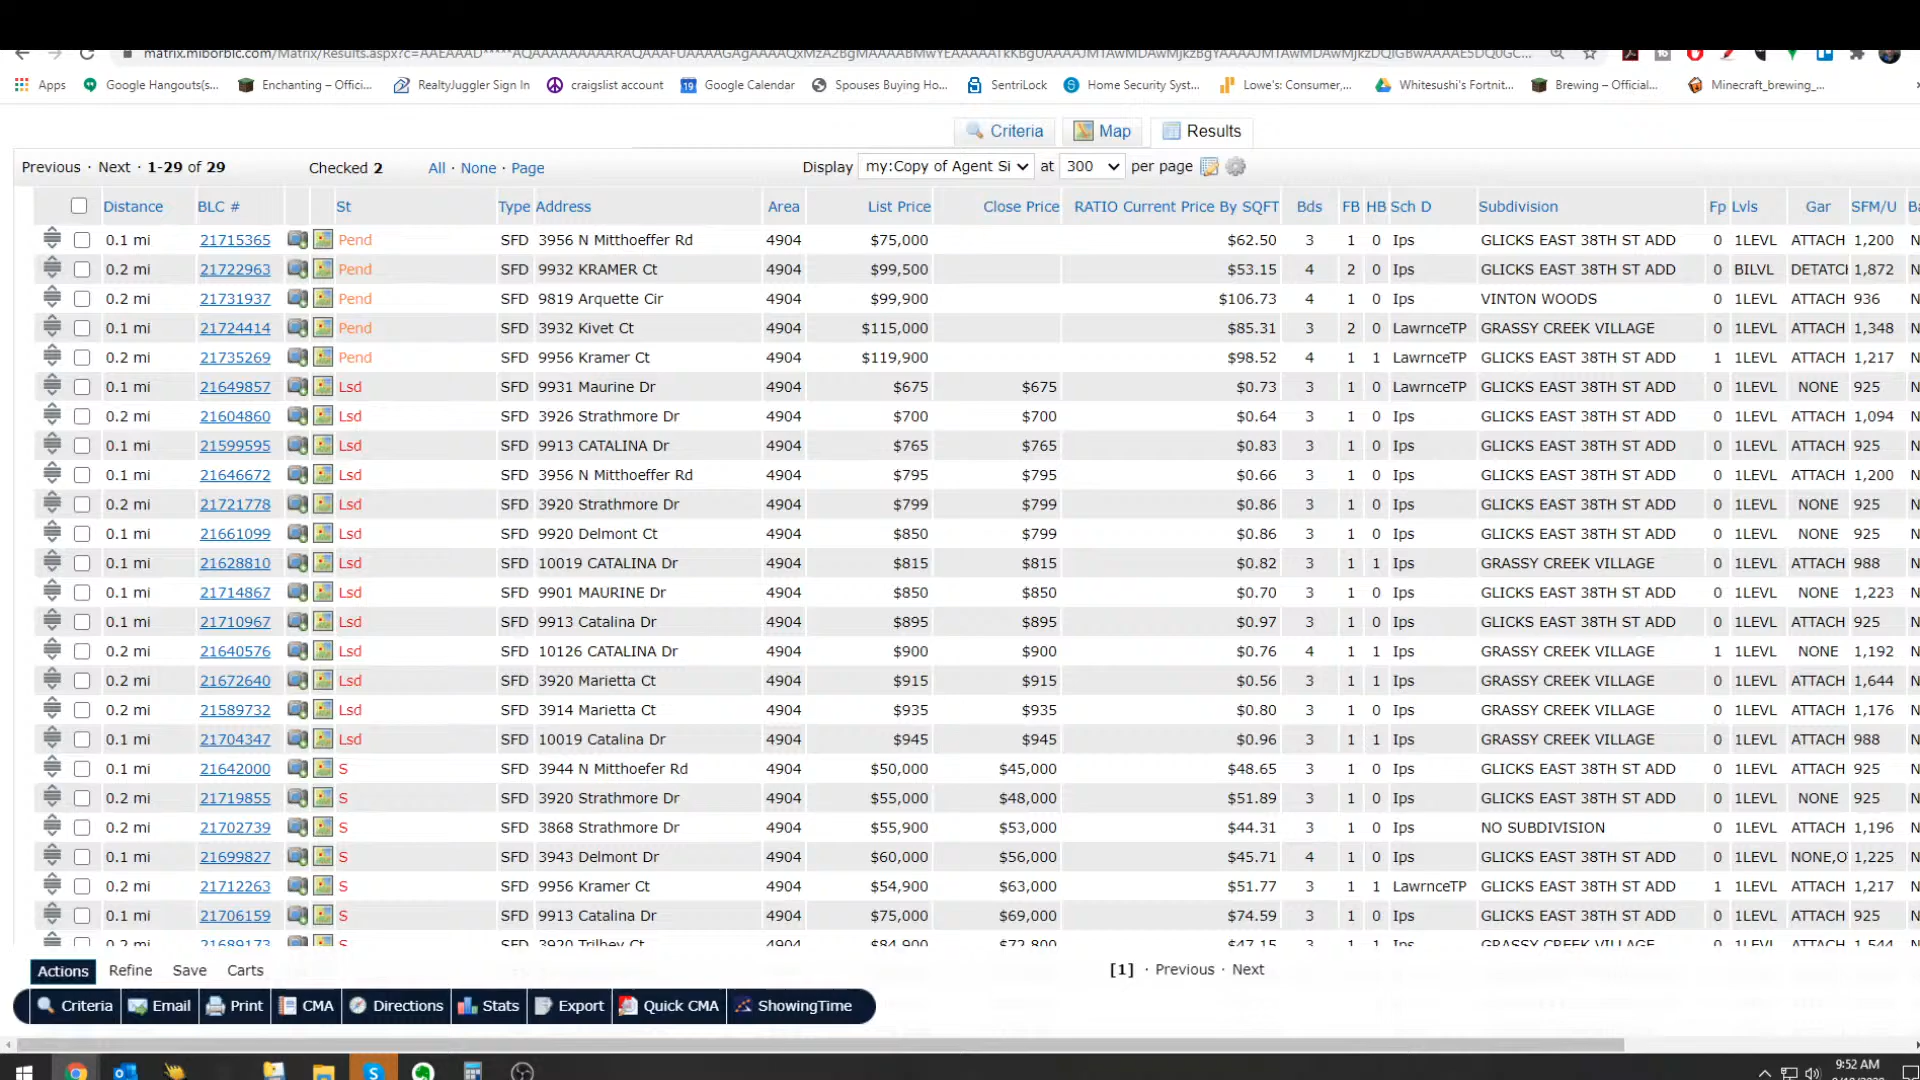 Apps Google Hangouts(s... Enchanting – Offici... RealtyJuggler Sign In craigslist account Google Calendar Spouses Buying Ho... SentriLock Home Security Syst... Lowe's: Consumer,... Whitesushi's Fortnit... Brewing – Official... Minecraft_brewing_...
Criteria Map Results
Previous · Next · 1-29 of 29 Checked 2 All · None · Page Display my:Copy of Agent Si at 300 per page
Distance BLC # St Type Address Area List Price Close Price RATIO Current Price By SQFT Bds FB HB Sch D Subdivision Fp Lvls Gar SFM/U
0.1 mi 21715365 Pend SFD 3956 N Mitthoeffer Rd 4904 $75,000 $62.50 3 1 0 Ips GLICKS EAST 38TH ST ADD 0 1LEVL ATTACH 1,200
0.2 mi 21722963 Pend SFD 9932 KRAMER Ct 4904 $99,500 $53.15 4 2 0 Ips GLICKS EAST 38TH ST ADD 0 BILVL DETATCH 1,872
0.2 mi 21731937 Pend SFD 9819 Arquette Cir 4904 $99,900 $106.73 4 1 0 Ips VINTON WOODS 0 1LEVL ATTACH 936
0.1 mi 21724414 Pend SFD 3932 Kivet Ct 4904 $115,000 $85.31 3 2 0 LawrnceTP GRASSY CREEK VILLAGE 0 1LEVL ATTACH 1,348
0.2 mi 21735269 Pend SFD 9956 Kramer Ct 4904 $119,900 $98.52 4 1 1 LawrnceTP GLICKS EAST 38TH ST ADD 1 1LEVL ATTACH 1,217
0.1 mi 21649857 Lsd SFD 9931 Maurine Dr 4904 $675 $675 $0.73 3 1 0 LawrnceTP GLICKS EAST 38TH ST ADD 0 1LEVL NONE 925
0.2 mi 21604860 Lsd SFD 3926 Strathmore Dr 4904 $700 $700 $0.64 3 1 0 Ips GLICKS EAST 38TH ST ADD 0 1LEVL ATTACH 1,094
0.1 mi 21599595 Lsd SFD 9913 CATALINA Dr 4904 $765 $765 $0.83 3 1 0 Ips GLICKS EAST 38TH ST ADD 0 1LEVL ATTACH 925
0.1 mi 21646672 Lsd SFD 3956 N Mitthoeffer Rd 4904 $795 $795 $0.66 3 1 0 Ips GLICKS EAST 38TH ST ADD 0 1LEVL ATTACH 1,200
0.2 mi 21721778 Lsd SFD 3920 Strathmore Dr 4904 $799 $799 $0.86 3 1 0 Ips GLICKS EAST 38TH ST ADD 0 1LEVL NONE 925
0.1 mi 21661099 Lsd SFD 9920 Delmont Ct 4904 $850 $799 $0.86 3 1 0 Ips GLICKS EAST 38TH ST ADD 0 1LEVL NONE 925
0.1 mi 21628810 Lsd SFD 10019 CATALINA Dr 4904 $815 $815 $0.82 3 1 1 Ips GRASSY CREEK VILLAGE 0 1LEVL ATTACH 988
0.1 mi 21714867 Lsd SFD 9901 MAURINE Dr 4904 $850 $850 $0.70 3 1 0 Ips GLICKS EAST 38TH ST ADD 0 1LEVL NONE 1,223
0.1 mi 21710967 Lsd SFD 9913 Catalina Dr 4904 $895 $895 $0.97 3 1 0 Ips GLICKS EAST 38TH ST ADD 0 1LEVL ATTACH 925
0.1 mi 21640576 Lsd SFD 10126 CATALINA Dr 4904 $900 $900 $0.76 4 1 1 Ips GRASSY CREEK VILLAGE 1 1LEVL NONE 1,192
0.2 mi 21672640 Lsd SFD 3920 Marietta Ct 4904 $915 $915 $0.56 3 1 1 Ips GRASSY CREEK VILLAGE 0 1LEVL ATTACH 1,644
0.2 mi 21589732 Lsd SFD 3914 Marietta Ct 4904 $935 $935 $0.80 3 1 1 Ips GRASSY CREEK VILLAGE 0 1LEVL ATTACH 1,176
0.1 mi 21704347 Lsd SFD 10019 Catalina Dr 4904 $945 $945 $0.96 3 1 1 Ips GRASSY CREEK VILLAGE 0 1LEVL ATTACH 988
0.1 mi 21642000 S SFD 3944 N Mitthoefer Rd 4904 $50,000 $45,000 $48.65 3 1 0 Ips GLICKS EAST 38TH ST ADD 0 1LEVL ATTACH 925
0.2 mi 21719855 S SFD 3920 Strathmore Dr 4904 $55,000 $48,000 $51.89 3 1 0 Ips GLICKS EAST 38TH ST ADD 0 1LEVL NONE 925
0.2 mi 21702739 S SFD 3868 Strathmore Dr 4904 $55,900 $53,000 $44.31 3 1 0 Ips NO SUBDIVISION 0 1LEVL ATTACH 1,196
0.1 mi 21699827 S SFD 3943 Delmont Dr 4904 $60,000 $56,000 $45.71 4 1 0 Ips GLICKS EAST 38TH ST ADD 0 1LEVL NONE,O 1,225
0.2 mi 21712263 S SFD 9956 Kramer Ct 4904 $54,900 $63,000 $51.77 3 1 1 LawrnceTP GLICKS EAST 38TH ST ADD 1 1LEVL ATTACH 1,217
0.1 mi 21706159 S SFD 9913 Catalina Dr 4904 $75,000 $69,000 $74.59 3 1 0 Ips GLICKS EAST 38TH ST ADD 0 1LEVL ATTACH 925
0.2 mi 21689173 S SFD 3920 Trilbey Ct 4904 $84,900 $72,800 $47.15 3 1 1 Ips GRASSY CREEK VILLAGE 0 1LEVL ATTACH 1,544
Actions Refine Save Carts [1] · Previous · Next
Criteria Email Print CMA Directions Stats Export Quick CMA ShowingTime
9:52 AM